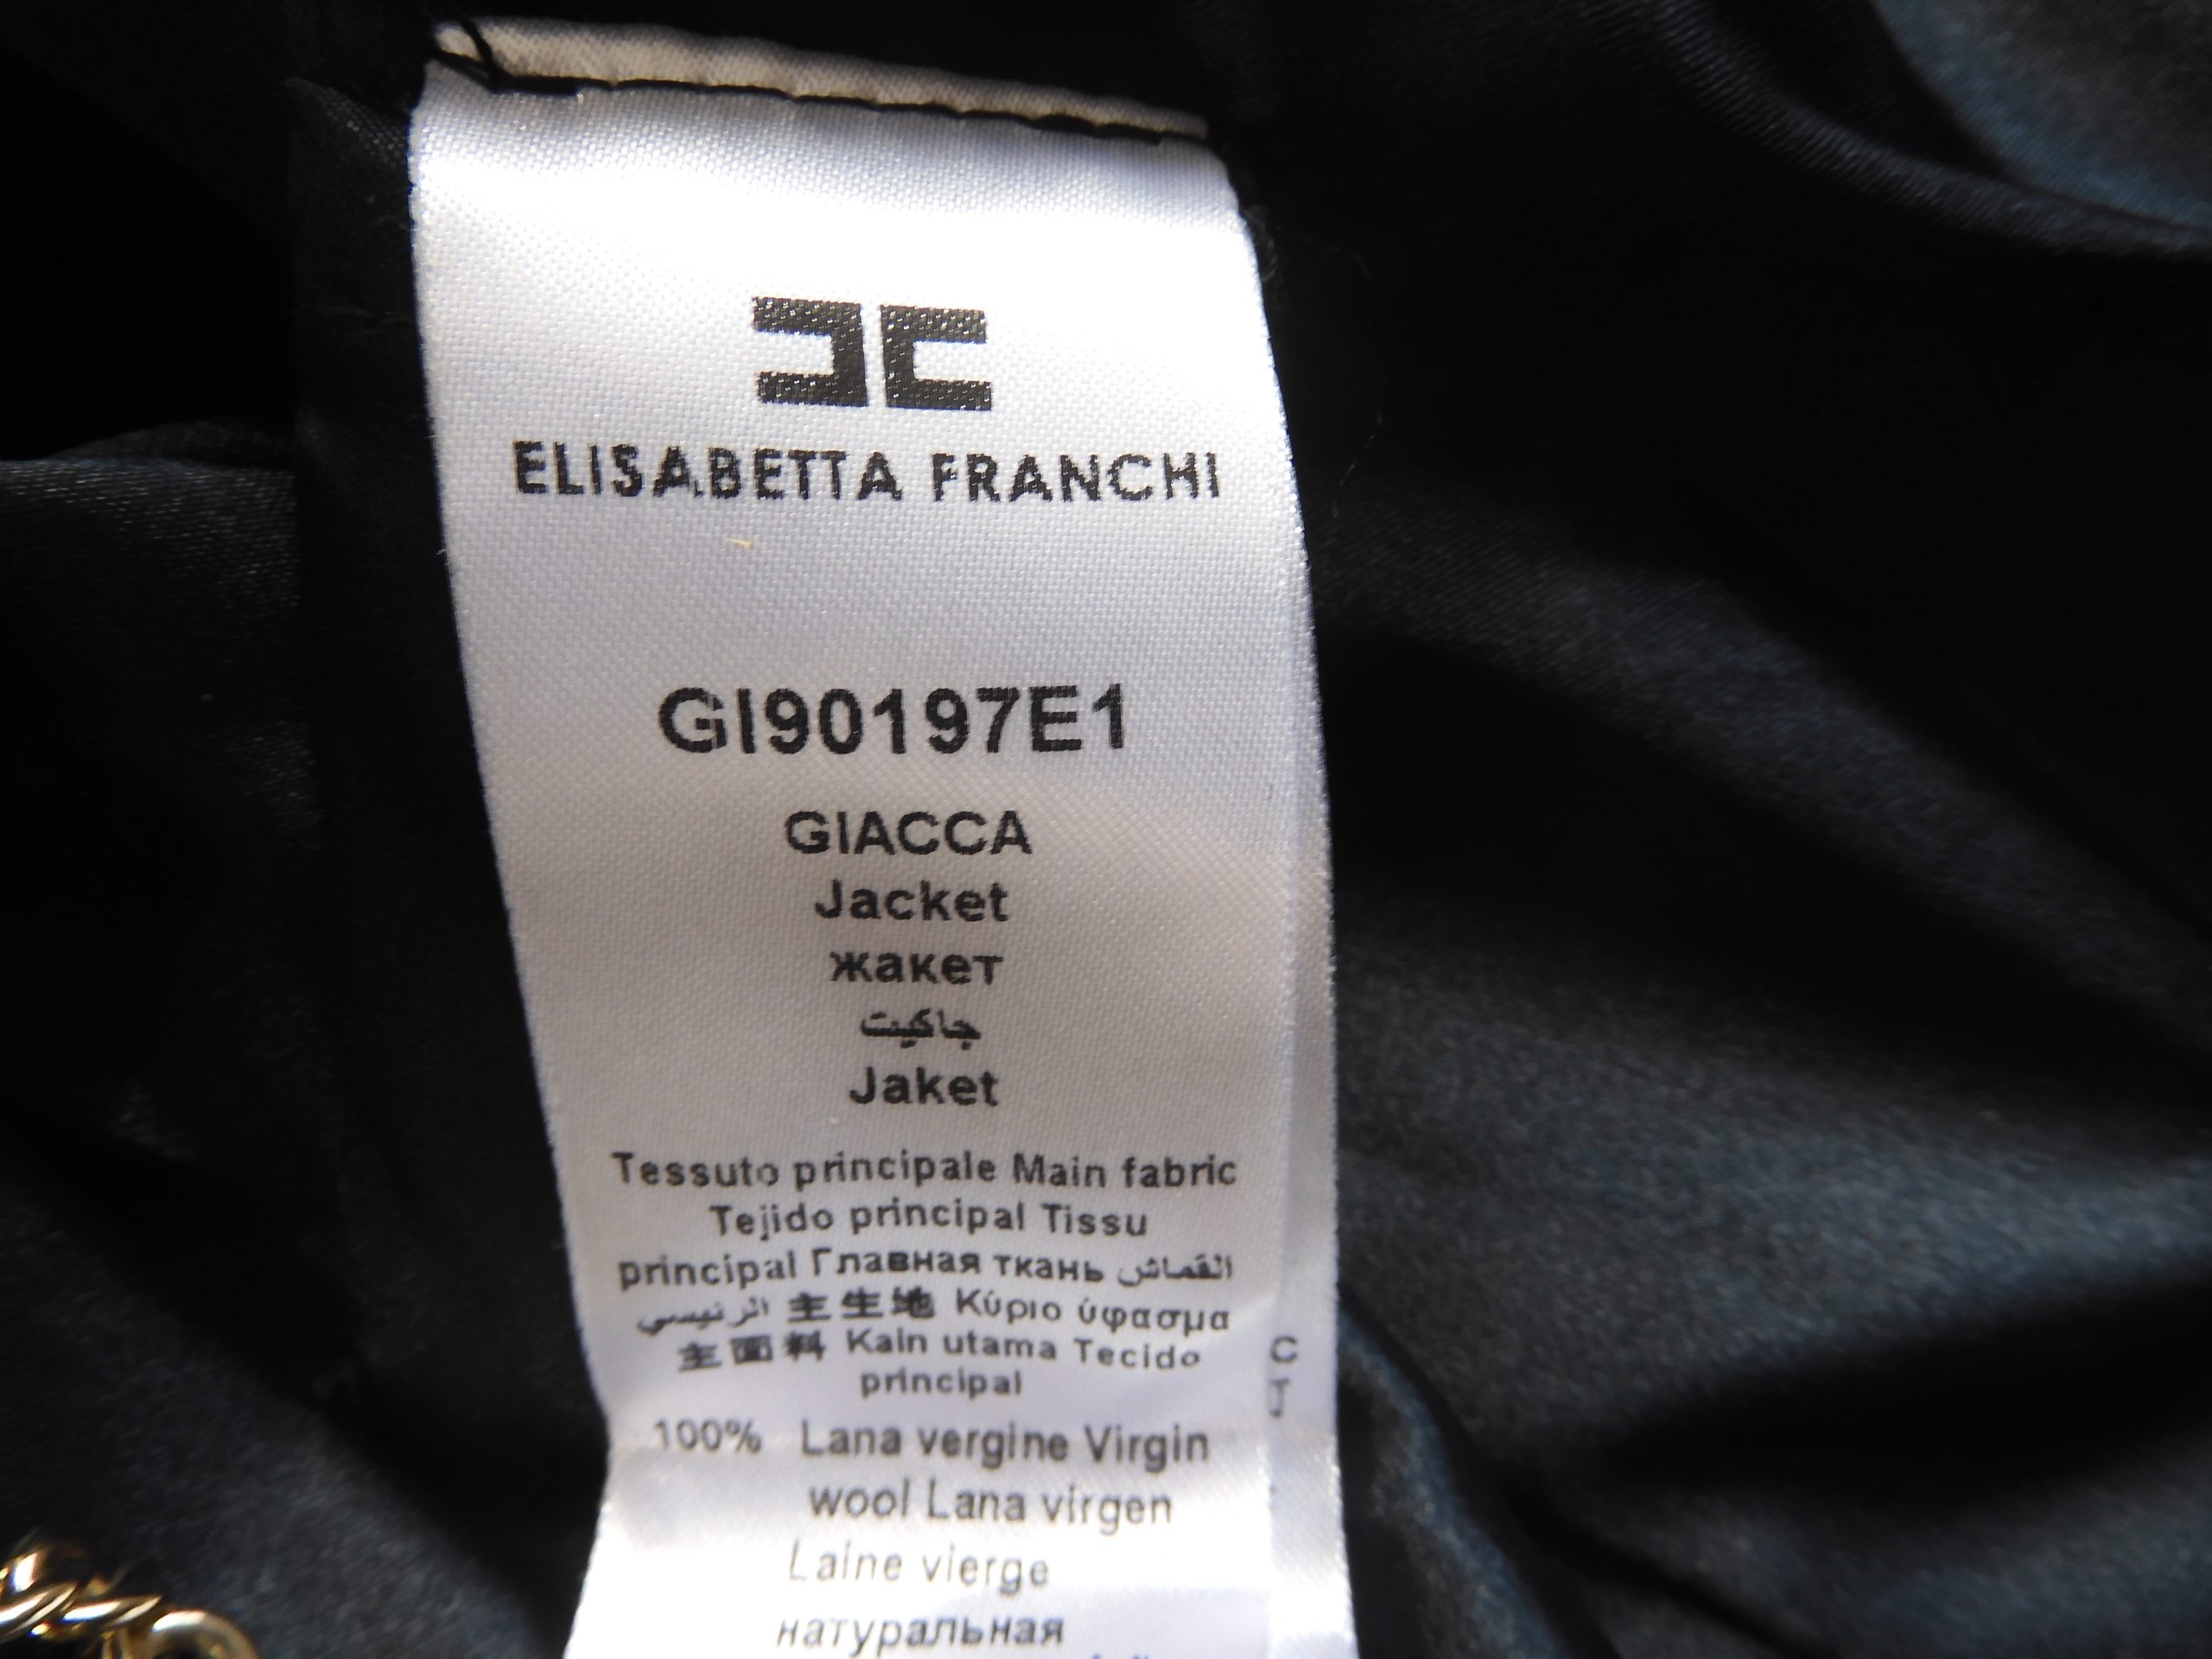 ELISABETTA FRANCHI
GI90197E1
GIACCA
Jacket
жакет
جاكيت
Jaket
Tessuto principale Main fabric
Tejido principal Tissu
principal Главная ткань القماش
الرئيسي 主生地 Κύριο ύφασμα
主面料 Kain utama Tecido
principal
100% Lana vergine Virgin
wool Lana virgen
Laine vierge
натуральная
C
J